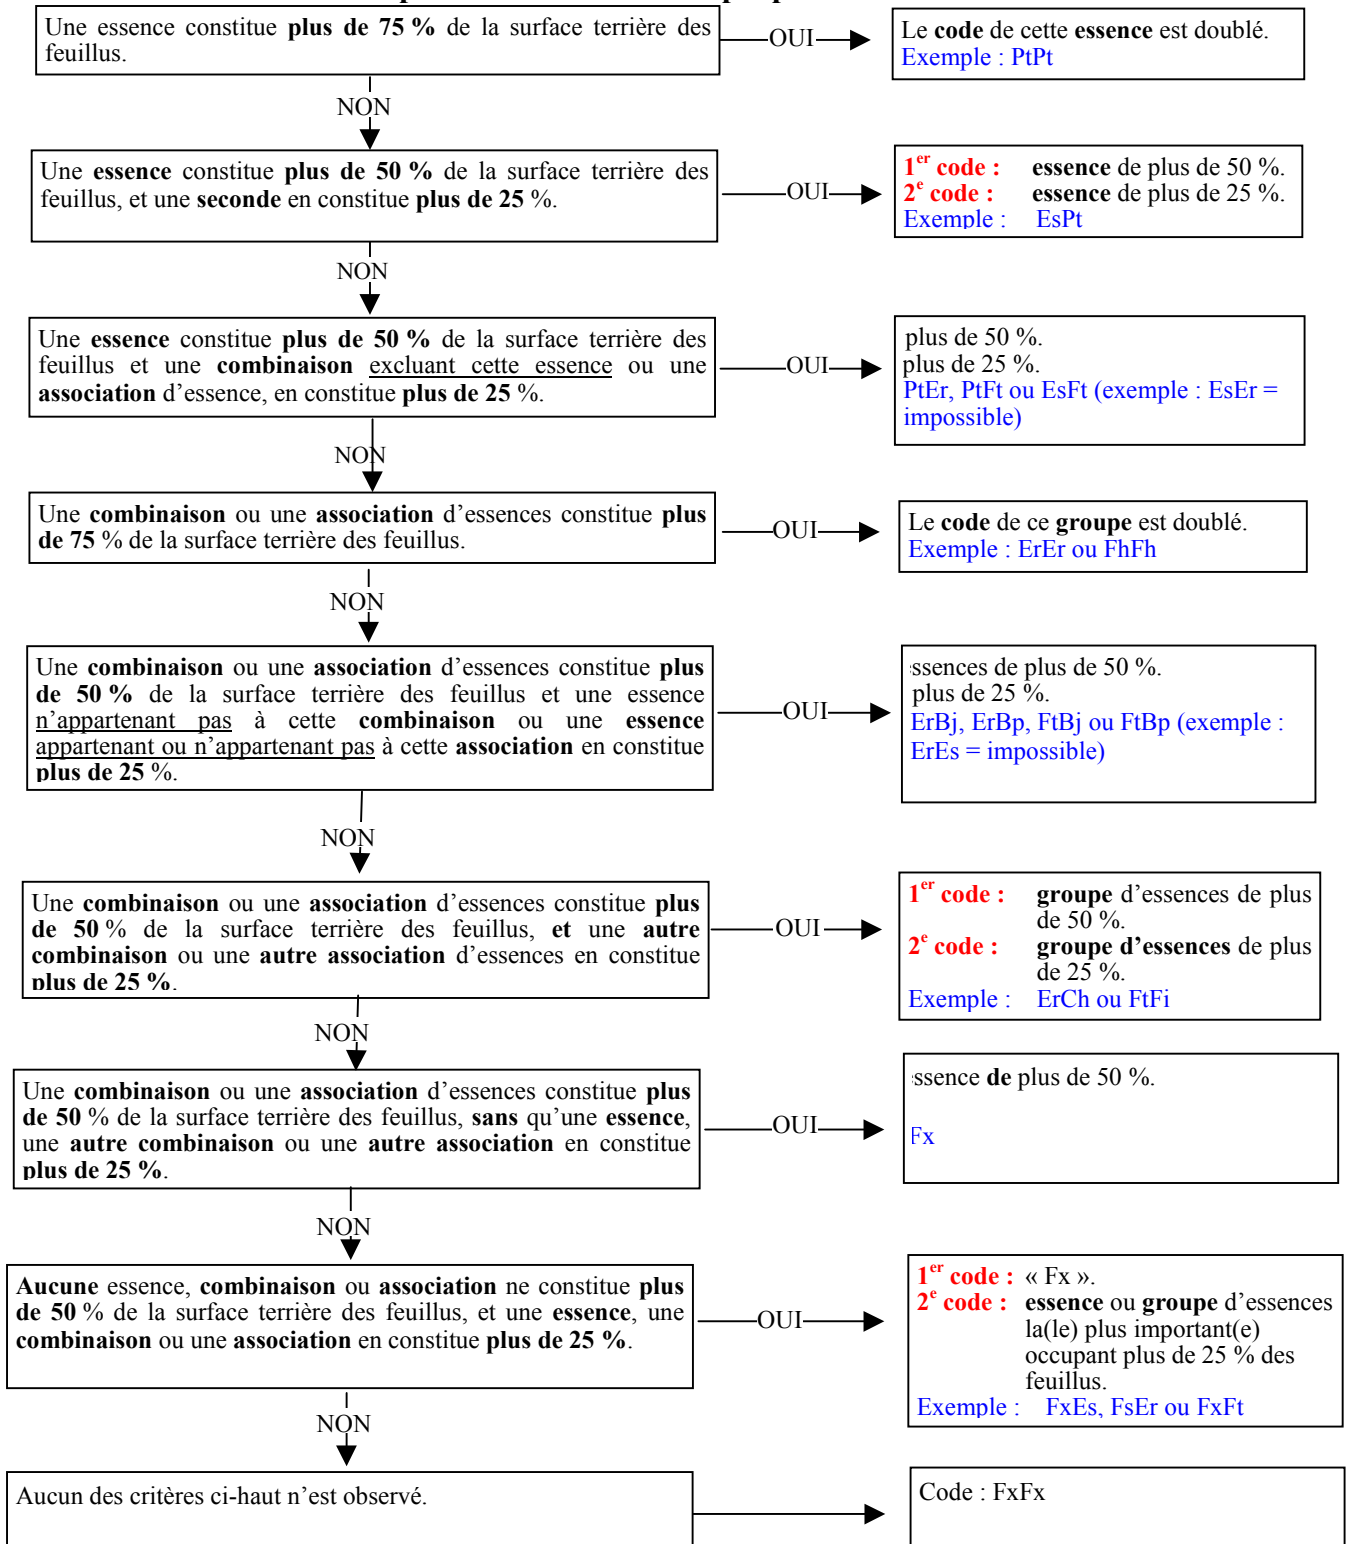 Une essence constitue plus de 75 % de la surface terrière des
feuillus.
OUI
Le code de cette essence est doublé.
Exemple : PtPt
NON
Une essence constitue plus de 50 % de la surface terrière des
feuillus, et une seconde en constitue plus de 25 %.
OUI
1er code : essence de plus de 50 %.
2e code : essence de plus de 25 %.
Exemple : EsPt
NON
Une essence constitue plus de 50 % de la surface terrière des
feuillus et une combinaison excluant cette essence ou une
association d’essence, en constitue plus de 25 %.
OUI
plus de 50 %.
plus de 25 %.
PtEr, PtFt ou EsFt (exemple : EsEr =
impossible)
NON
Une combinaison ou une association d’essences constitue plus
de 75 % de la surface terrière des feuillus.
OUI
Le code de ce groupe est doublé.
Exemple : ErEr ou FhFh
NON
Une combinaison ou une association d’essences constitue plus
de 50 % de la surface terrière des feuillus et une essence
n’appartenant pas à cette combinaison ou une essence
appartenant ou n’appartenant pas à cette association en constitue
plus de 25 %.
OUI
ssences de plus de 50 %.
plus de 25 %.
ErBj, ErBp, FtBj ou FtBp (exemple :
ErEs = impossible)
NON
Une combinaison ou une association d’essences constitue plus
de 50 % de la surface terrière des feuillus, et une autre
combinaison ou une autre association d’essences en constitue
plus de 25 %.
OUI
1er code : groupe d’essences de plus
de 50 %.
2e code : groupe d’essences de plus
de 25 %.
Exemple : ErCh ou FtFi
NON
Une combinaison ou une association d’essences constitue plus
de 50 % de la surface terrière des feuillus, sans qu’une essence,
une autre combinaison ou une autre association en constitue
plus de 25 %.
OUI
ssence de plus de 50 %.
Fx
NON
Aucune essence, combinaison ou association ne constitue plus
de 50 % de la surface terrière des feuillus, et une essence, une
combinaison ou une association en constitue plus de 25 %.
OUI
1er code : « Fx ».
2e code : essence ou groupe d’essences
la(le) plus important(e)
occupant plus de 25 % des
feuillus.
Exemple : FxEs, FsEr ou FxFt
NON
Aucun des critères ci-haut n’est observé.
Code : FxFx